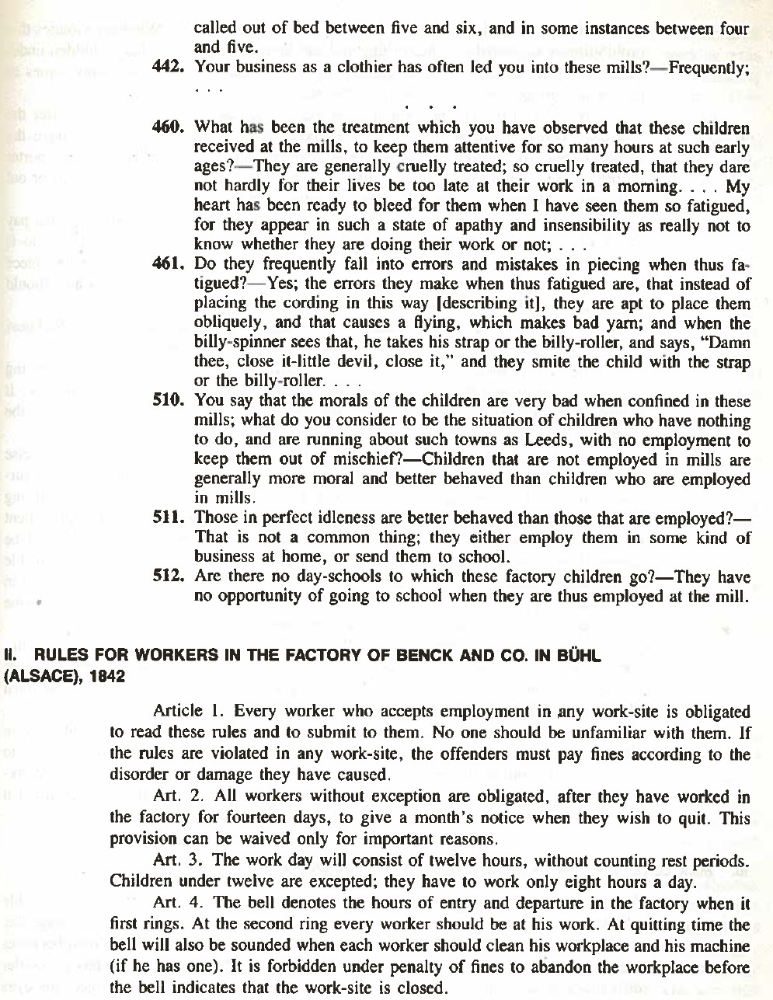 called out of bed between five and six, and in some instances between four
and five.
442. Your business as a clothier has often led you into these mills?—Frequently;
. . .
. . .
460. What has been the treatment which you have observed that these children
received at the mills, to keep them attentive for so many hours at such early
ages?—They are generally cruelly treated; so cruelly treated, that they dare
not hardly for their lives be too late at their work in a morning. . . . My
heart has been ready to bleed for them when I have seen them so fatigued,
for they appear in such a state of apathy and insensibility as really not to
know whether they are doing their work or not; . . .
461. Do they frequently fall into errors and mistakes in piecing when thus fa-
tigued?—Yes; the errors they make when thus fatigued are, that instead of
placing the cording in this way [describing it], they are apt to place them
obliquely, and that causes a flying, which makes bad yarn; and when the
billy-spinner sees that, he takes his strap or the billy-roller, and says, “Damn
thee, close it-little devil, close it,” and they smite the child with the strap
or the billy-roller. . . .
510. You say that the morals of the children are very bad when confined in these
mills; what do you consider to be the situation of children who have nothing
to do, and are running about such towns as Leeds, with no employment to
keep them out of mischief?—Children that are not employed in mills are
generally more moral and better behaved than children who are employed
in mills.
511. Those in perfect idleness are better behaved than those that are employed?—
That is not a common thing; they either employ them in some kind of
business at home, or send them to school.
512. Are there no day-schools to which these factory children go?—They have
no opportunity of going to school when they are thus employed at the mill.
II. RULES FOR WORKERS IN THE FACTORY OF BENCK AND CO. IN BÜHL
(ALSACE), 1842
Article 1. Every worker who accepts employment in any work-site is obligated
to read these rules and to submit to them. No one should be unfamiliar with them. If
the rules are violated in any work-site, the offenders must pay fines according to the
disorder or damage they have caused.
Art. 2. All workers without exception are obligated, after they have worked in
the factory for fourteen days, to give a month’s notice when they wish to quit. This
provision can be waived only for important reasons.
Art. 3. The work day will consist of twelve hours, without counting rest periods.
Children under twelve are excepted; they have to work only eight hours a day.
Art. 4. The bell denotes the hours of entry and departure in the factory when it
first rings. At the second ring every worker should be at his work. At quitting time the
bell will also be sounded when each worker should clean his workplace and his machine
(if he has one). It is forbidden under penalty of fines to abandon the workplace before
the bell indicates that the work-site is closed.